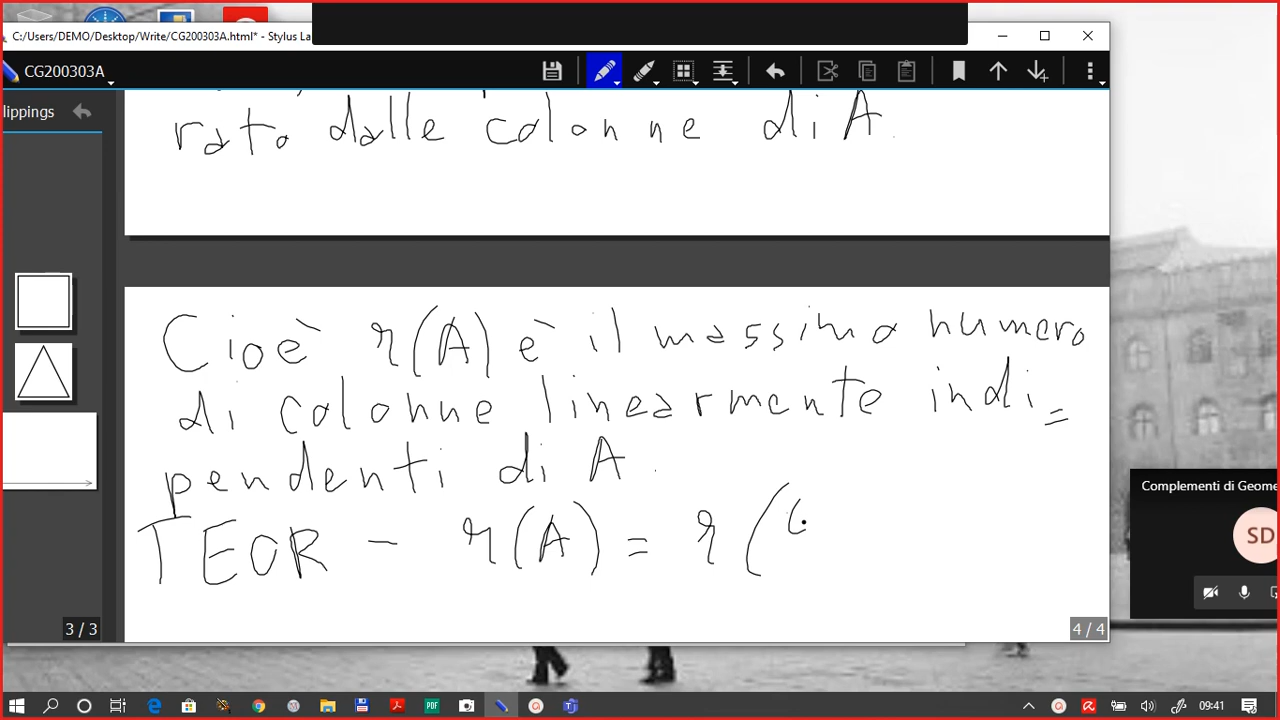 C:/Users/DEMO/Desktop/Write/CG200303A.html* - Stylus La
CG200303A
lippings
rato dalle colonne di A
Cioè r(A) è il massimo numero
di colonne linearmente indi=
pendenti di A.
TEOR - r(A) = r(
3 / 3
4 / 4
Complementi di Geome
SD
PDF
09:41